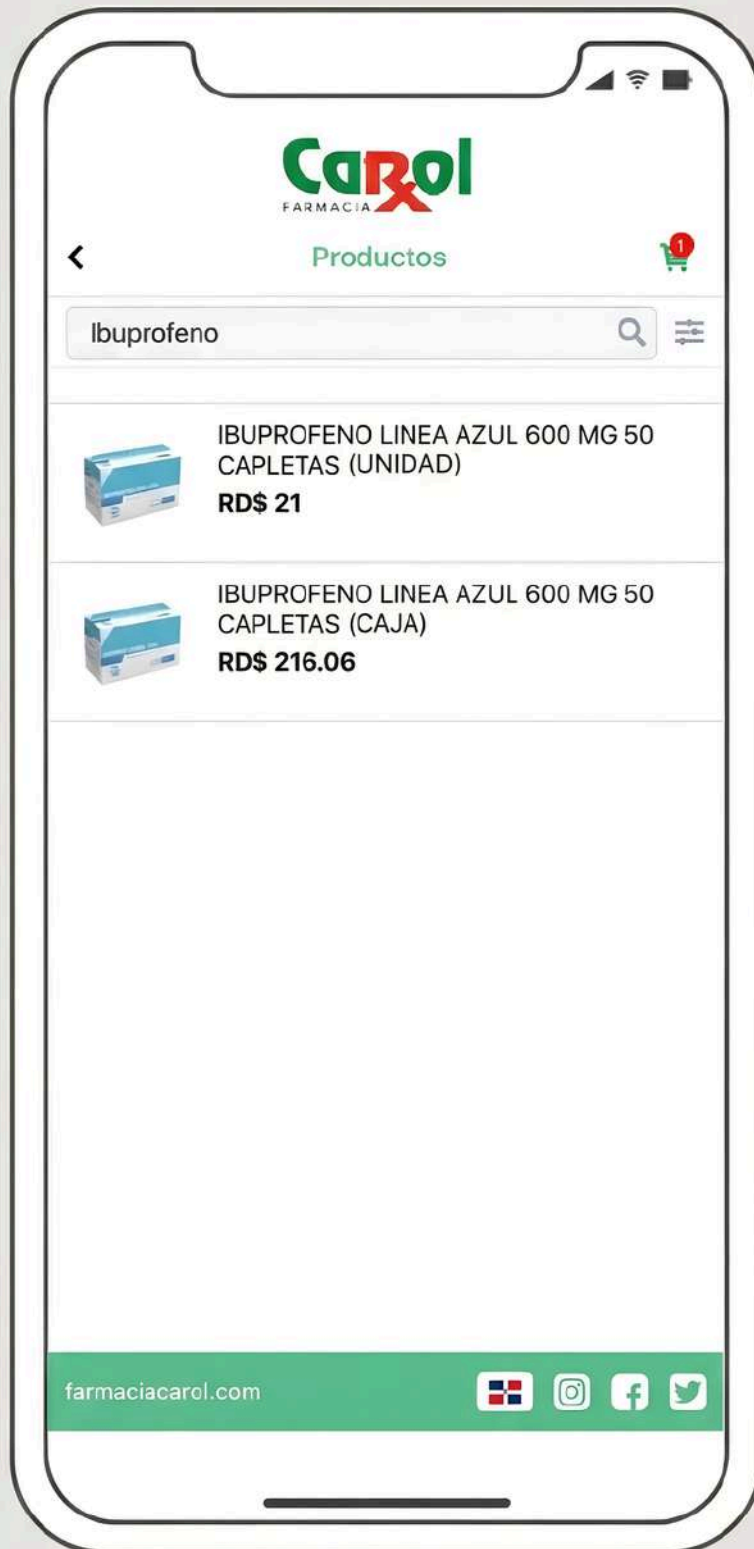 Carol
FARMACIA
Productos
1
Ibuprofeno
IBUPROFENO LINEA AZUL 600 MG 50
CAPLETAS (UNIDAD)
RD$ 21
IBUPROFENO LINEA AZUL 600 MG 50
CAPLETAS (CAJA)
RD$ 216.06
farmaciacarol.com